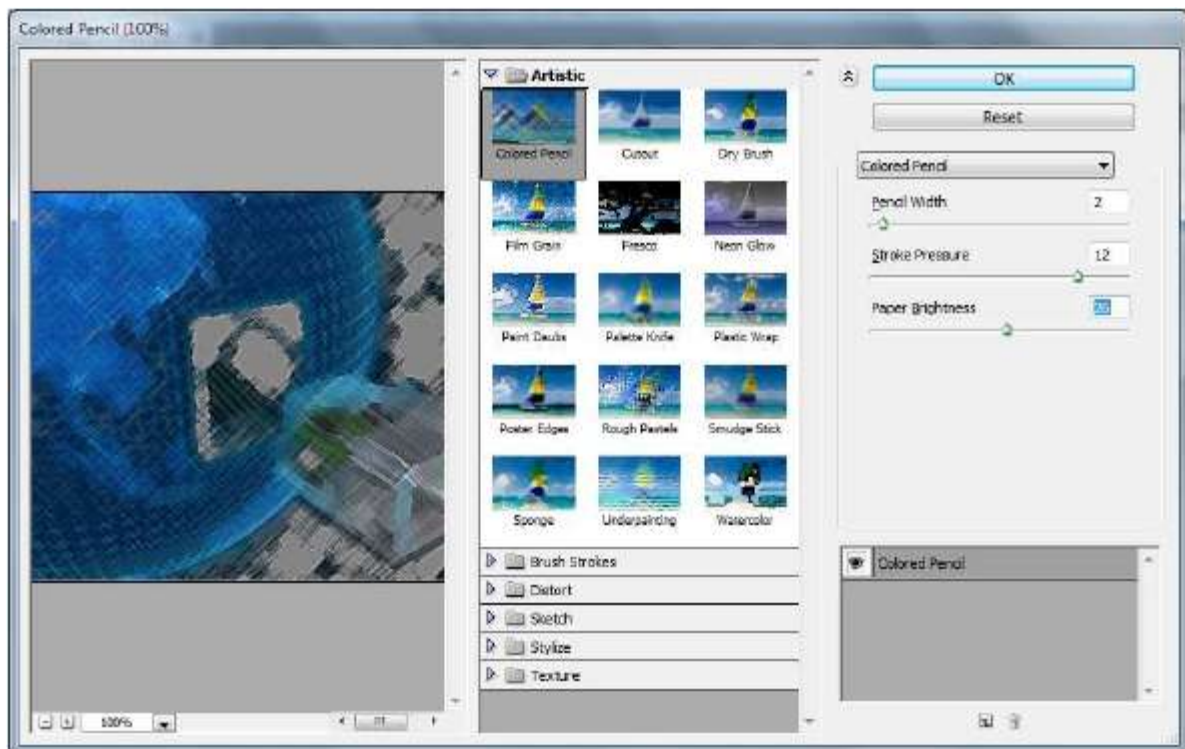 Colored Pencil (100%)
Artistic
Colored Pencil
Cutout
Dry Brush
Film Grain
Fresco
Neon Glow
Paint Daubs
Palette Knife
Plastic Wrap
Poster Edges
Rough Pastels
Smudge Stick
Sponge
Underpainting
Watercolor
Brush Strokes
Distort
Sketch
Stylize
Texture
100%
OK
Reset
Colored Pencil
Pencil Width 2
Stroke Pressure 12
Paper Brightness
Colored Pencil